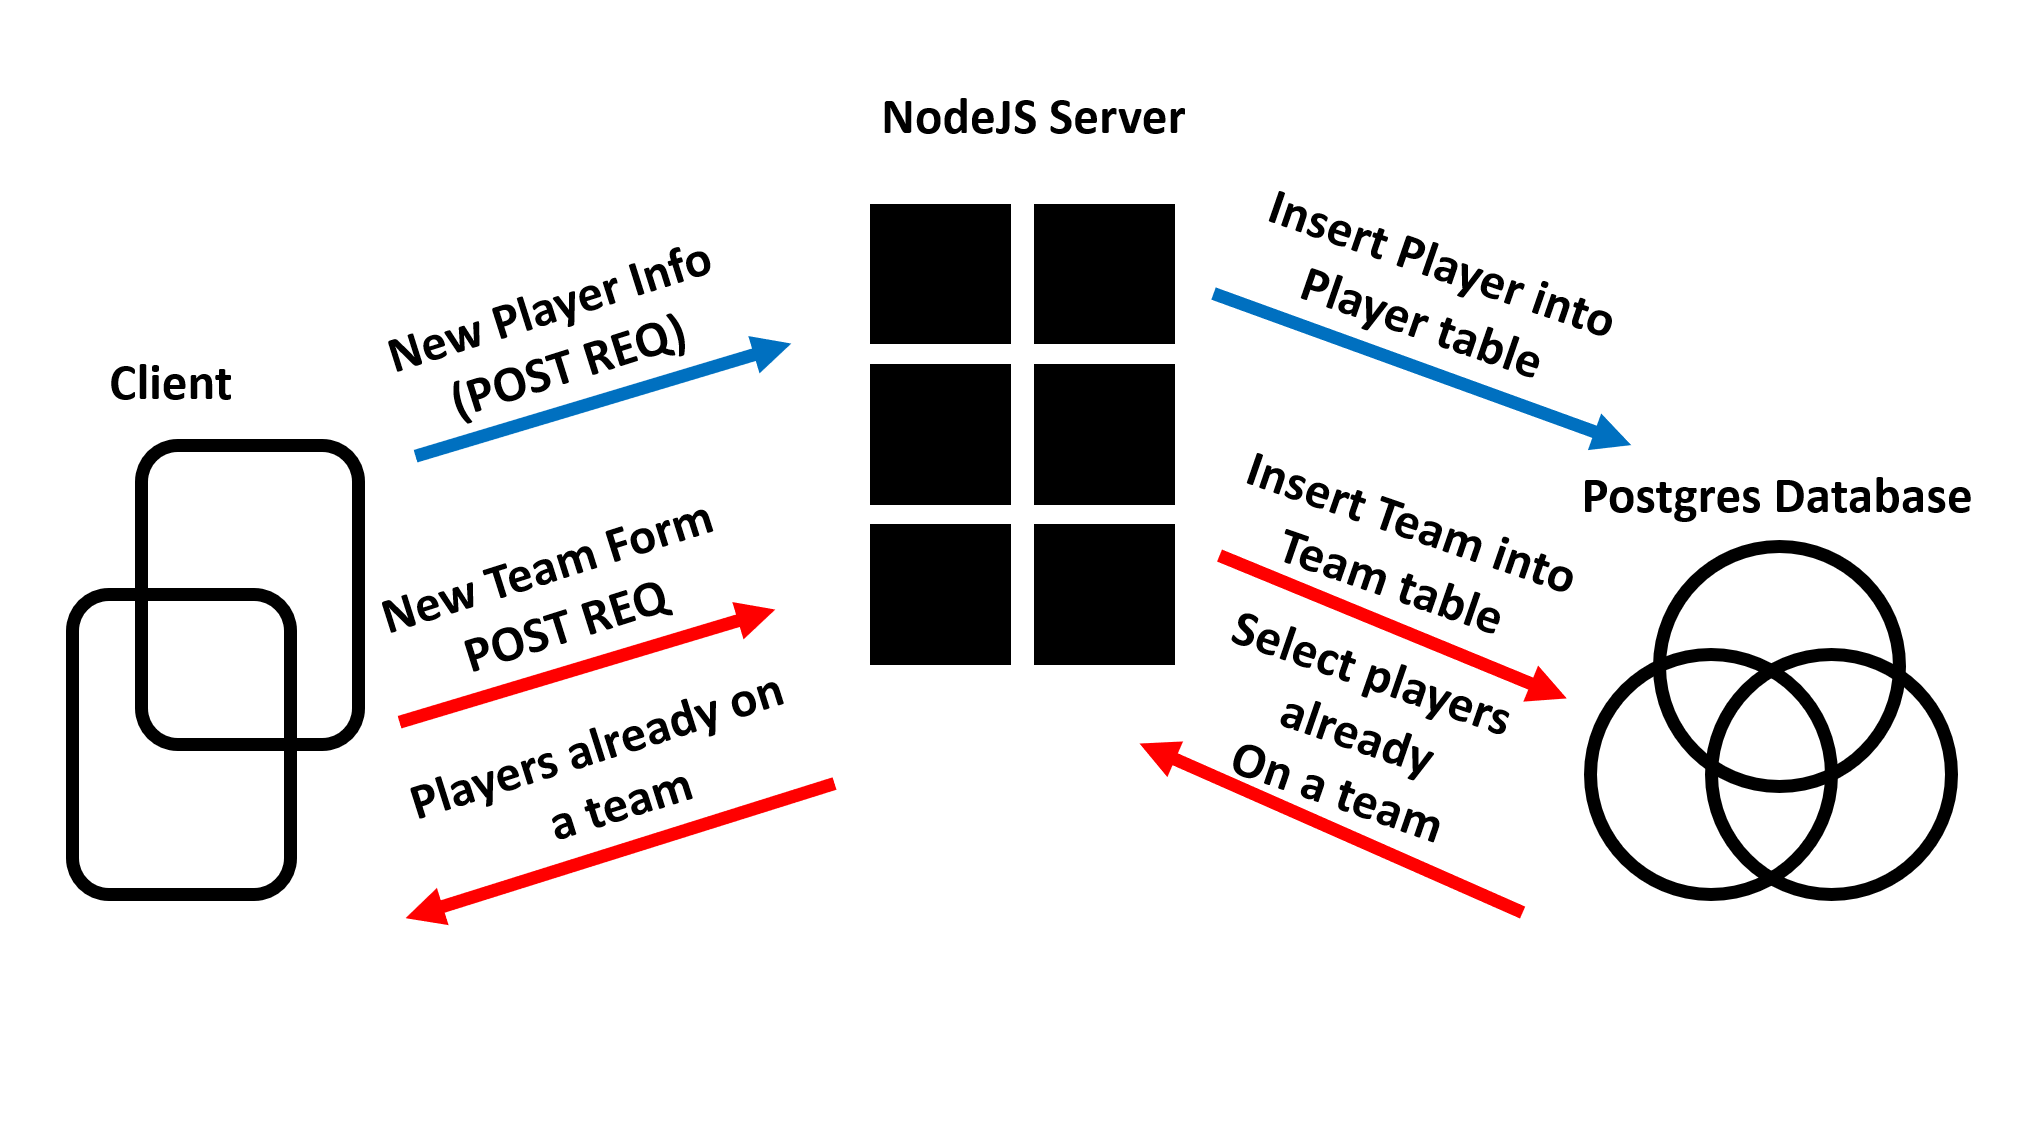 NodeJS Server
Client
New Player Info
(POST REQ)
New Team Form
POST REQ
Players already on
a team
Insert Player into
Player table
Insert Team into
Team table
Select players
already
On a team
Postgres Database